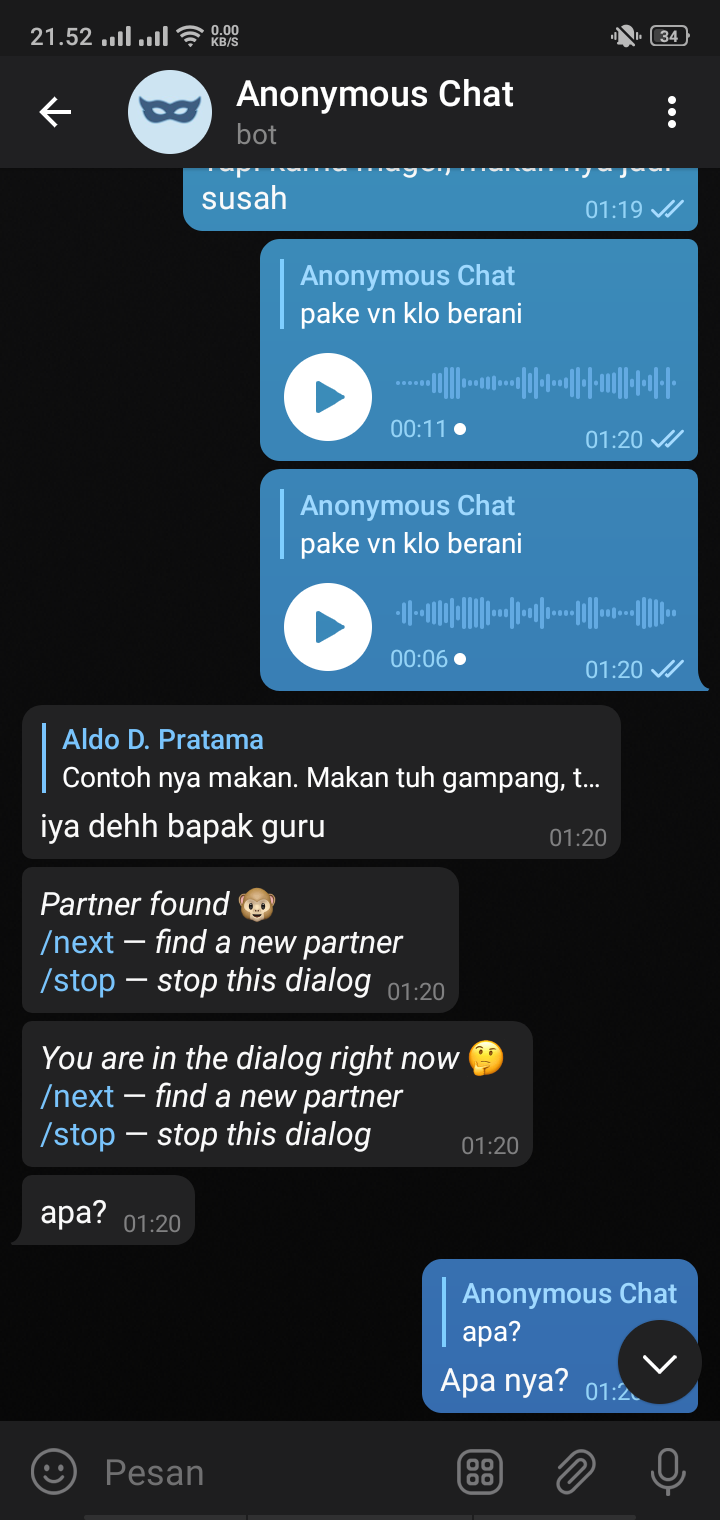 21.52
0.00
KB/S
34
Anonymous Chat
bot
susah
01:19
Anonymous Chat
pake vn klo berani
00:11
01:20
Anonymous Chat
pake vn klo berani
00:06
01:20
Aldo D. Pratama
Contoh nya makan. Makan tuh gampang, t...
iya dehh bapak guru
01:20
Partner found
/next — find a new partner
/stop — stop this dialog
01:20
You are in the dialog right now
/next — find a new partner
/stop — stop this dialog
01:20
apa?
01:20
Anonymous Chat
apa?
Apa nya?
Pesan